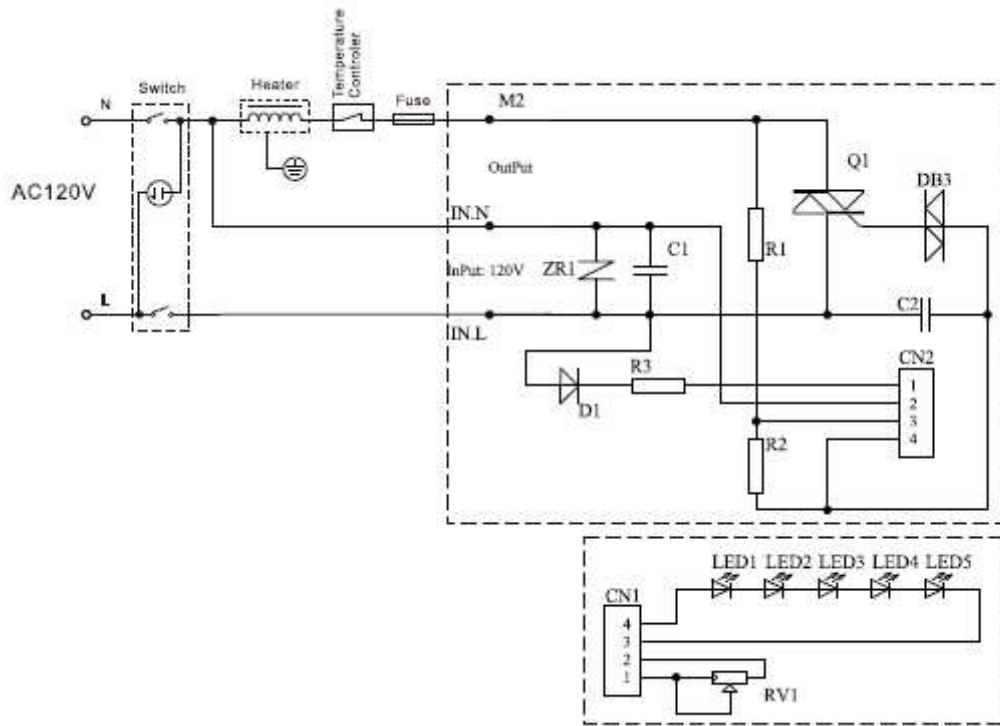 Temperature
Controler
Switch
Heater
Fuse
N
M2
AC120V
OutPut
Q1
DB3
IN.N
InPut: 120V
ZR1
C1
R1
L
IN.L
C2
CN2
D1
R3
1
2
3
4
R2
LED1 LED2 LED3 LED4 LED5
CN1
4
3
2
1
RV1